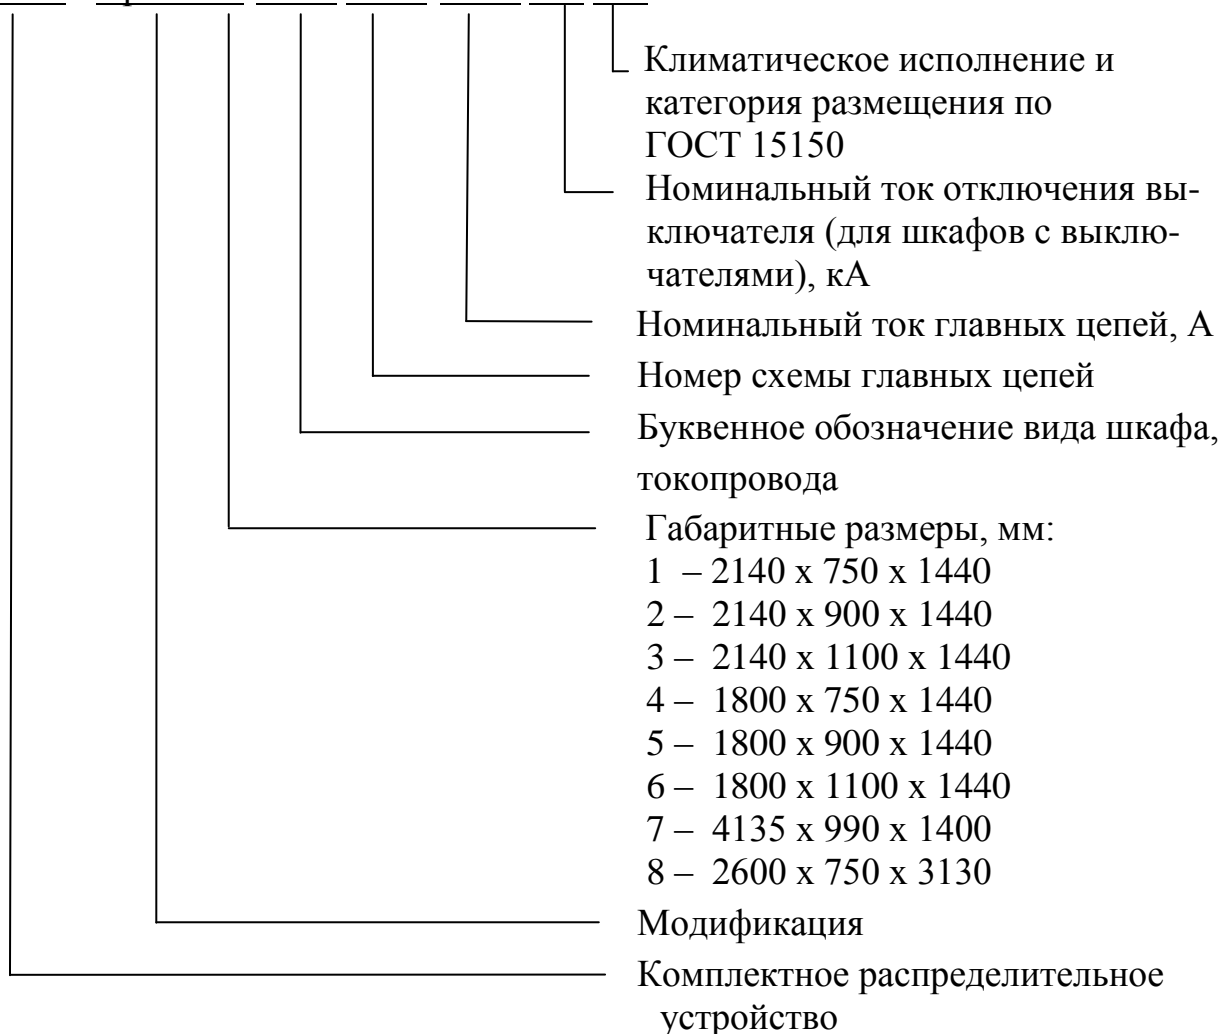 Климатическое исполнение и
категория размещения по
ГОСТ 15150
Номинальный ток отключения вы-
ключателя (для шкафов с выклю-
чателями), кА
Номинальный ток главных цепей, А
Номер схемы главных цепей
Буквенное обозначение вида шкафа,
токопровода
Габаритные размеры, мм:
1 – 2140 х 750 х 1440
2 – 2140 х 900 х 1440
3 – 2140 х 1100 х 1440
4 – 1800 х 750 х 1440
5 – 1800 х 900 х 1440
6 – 1800 х 1100 х 1440
7 – 4135 х 990 х 1400
8 – 2600 х 750 х 3130
Модификация
Комплектное распределительное
устройство